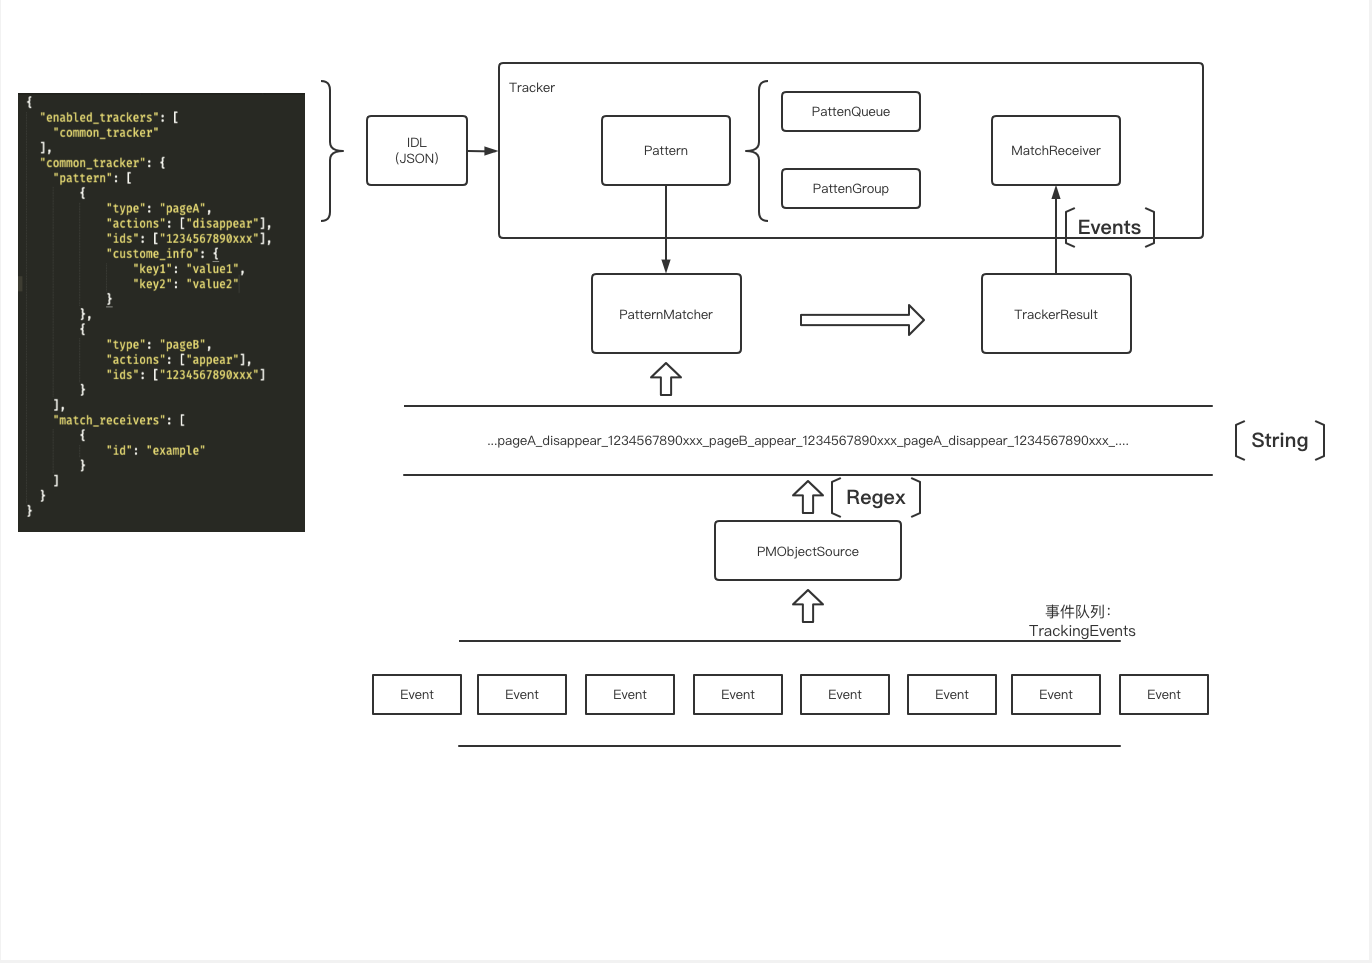 {
"enabled_trackers": [
"common_tracker"
],
"common_tracker": {
"pattern": [
{
"type": "pageA",
"actions": ["disappear"],
"ids": ["1234567890xxx"],
"custome_info": {
"key1": "value1",
"key2": "value2"
}
},
{
"type": "pageB",
"actions": ["appear"],
"ids": ["1234567890xxx"]
}
],
"match_receivers": [
{
"id": "example"
}
]
}
}
IDL
(JSON)
Tracker
Pattern
PattenQueue
PattenGroup
MatchReceiver
Events
PatternMatcher
TrackerResult
...pageA_disappear_1234567890xxx_pageB_appear_1234567890xxx_pageA_disappear_1234567890xxx_....
String
Regex
PMObjectSource
事件队列：
TrackingEvents
Event Event Event Event Event Event Event Event